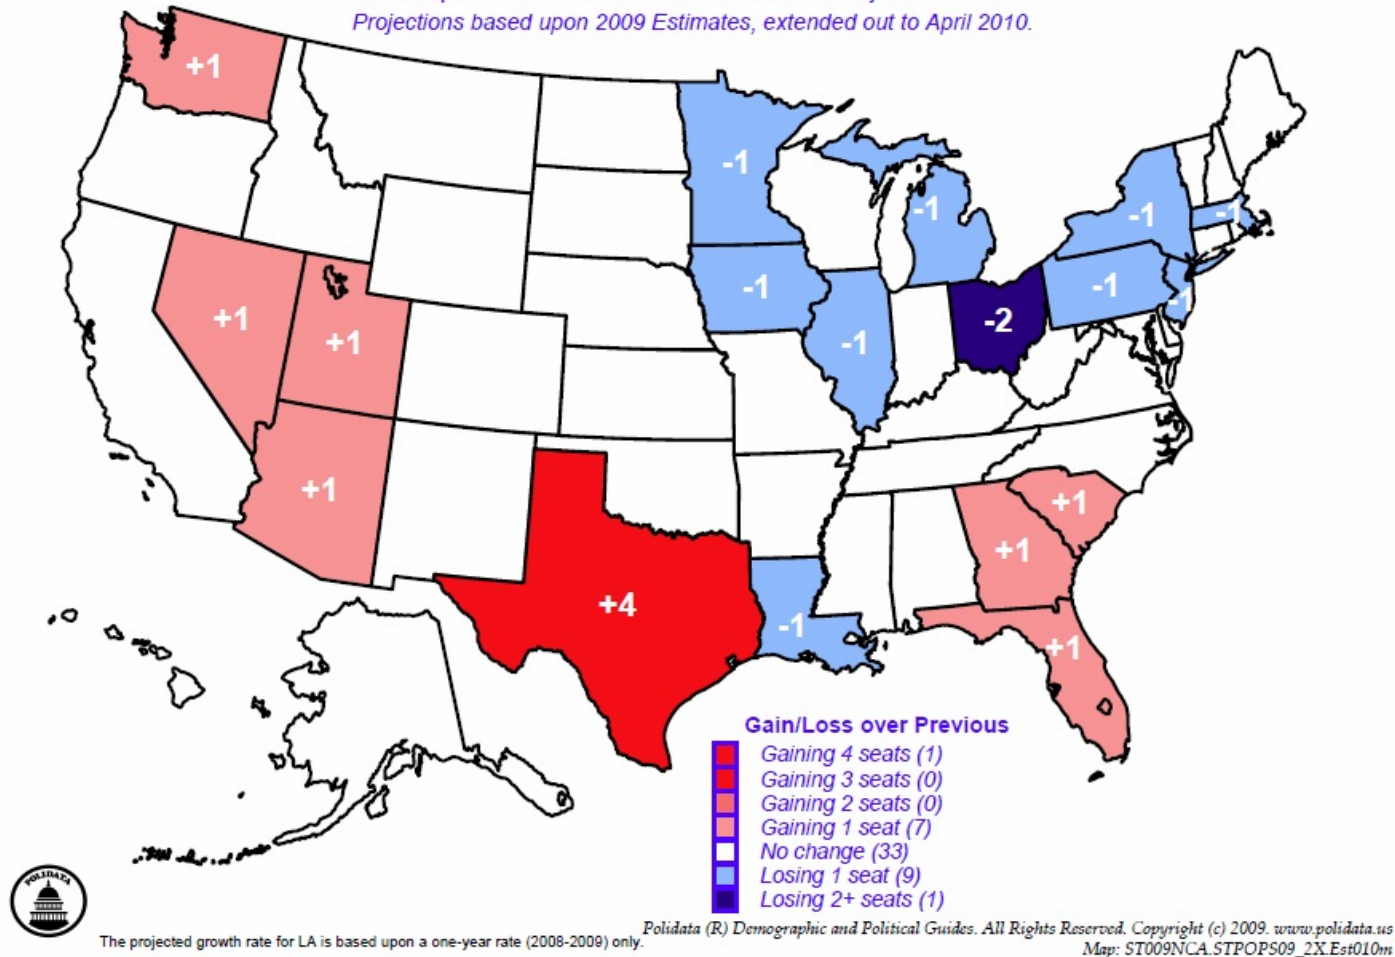 Projections based upon 2009 Estimates, extended out to April 2010.
+1
-1
-1
-1
-1
-1
-1
-1
-2
-1
-1
+1
+1
+1
+1
+1
+4
-1
+1
Gain/Loss over Previous
Gaining 4 seats (1)
Gaining 3 seats (0)
Gaining 2 seats (0)
Gaining 1 seat (7)
No change (33)
Losing 1 seat (9)
Losing 2+ seats (1)
POLIDATA
The projected growth rate for LA is based upon a one-year rate (2008-2009) only.
Polidata (R) Demographic and Political Guides. All Rights Reserved. Copyright (c) 2009. www.polidata.us
Map: ST009NCA.STPOPS09_2X.Est010m